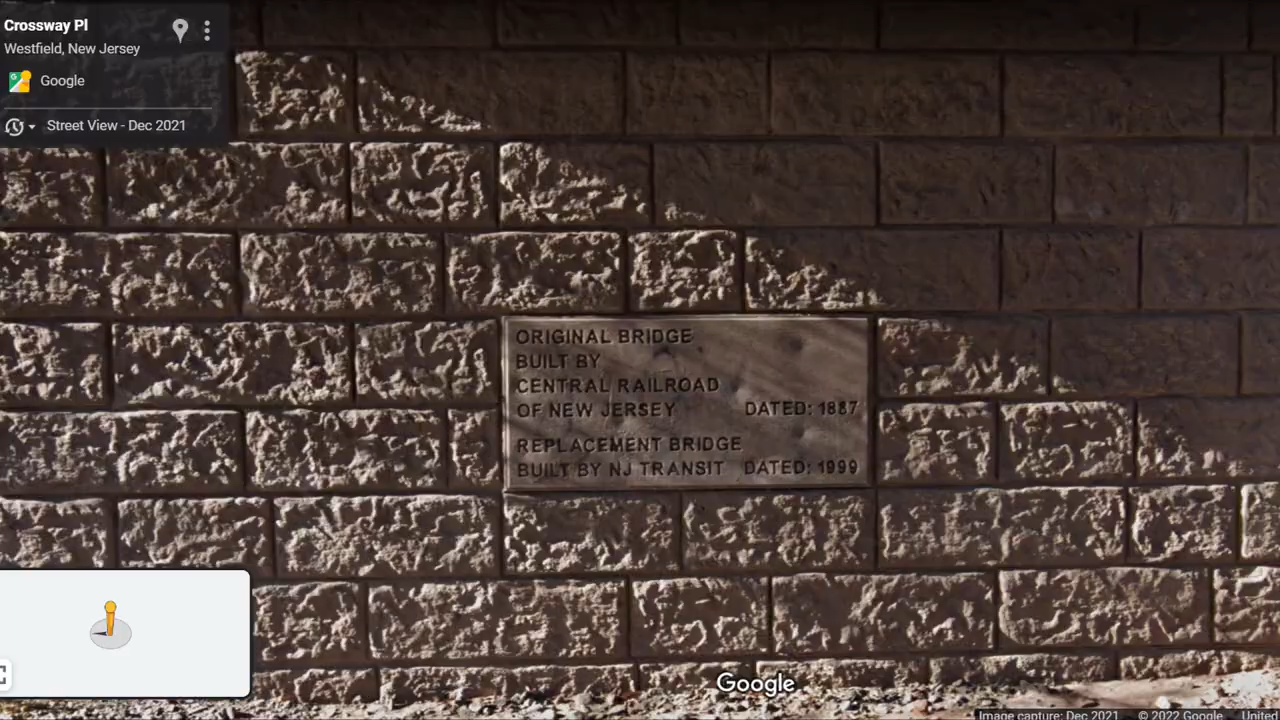 Crossway Pl
Westfield, New Jersey
Google
Street View - Dec 2021
ORIGINAL BRIDGE
BUILT BY
CENTRAL RAILROAD
OF NEW JERSEY DATED: 1887
REPLACEMENT BRIDGE
BUILT BY NJ TRANSIT DATED: 1999
Google
Image capture: Dec 2021 © 2022 Google United